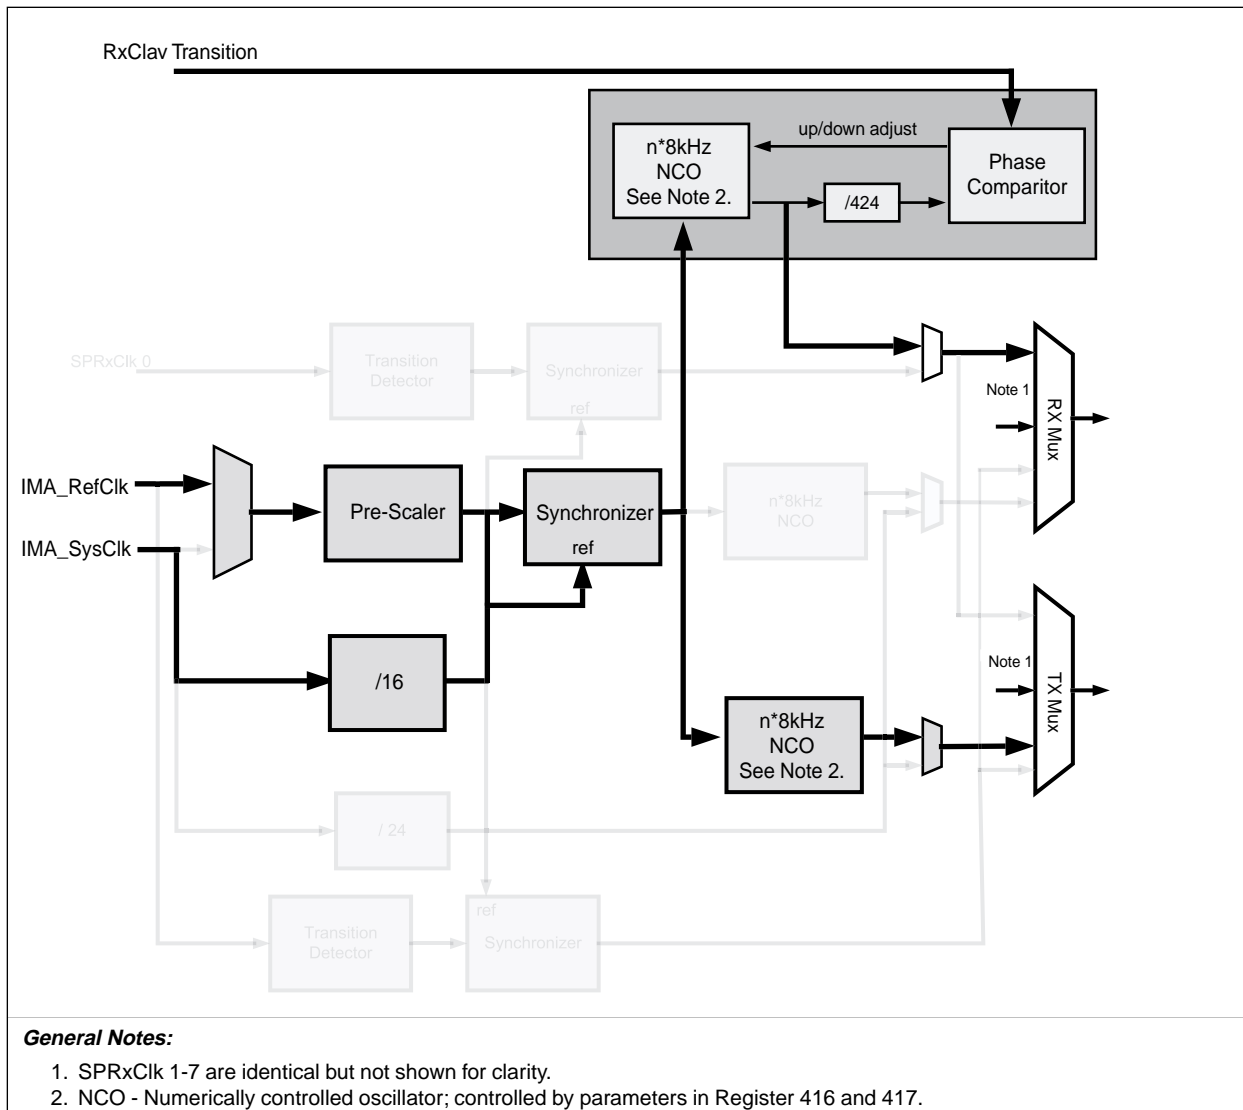 RxClav Transition
up/down adjust
n*8kHz
NCO
See Note 2.
/424
Phase
Comparitor
SPRxClk 0
Transition
Detector
Synchronizer
ref
Note 1
RX Mux
IMA_RefClk
Pre-Scaler
Synchronizer
ref
n*8kHz
NCO
IMA_SysClk
/16
Note 1
TX Mux
n*8kHz
NCO
See Note 2.
/ 24
Transition
Detector
ref
Synchronizer
General Notes:
1. SPRxClk 1-7 are identical but not shown for clarity.
2. NCO - Numerically controlled oscillator; controlled by parameters in Register 416 and 417.